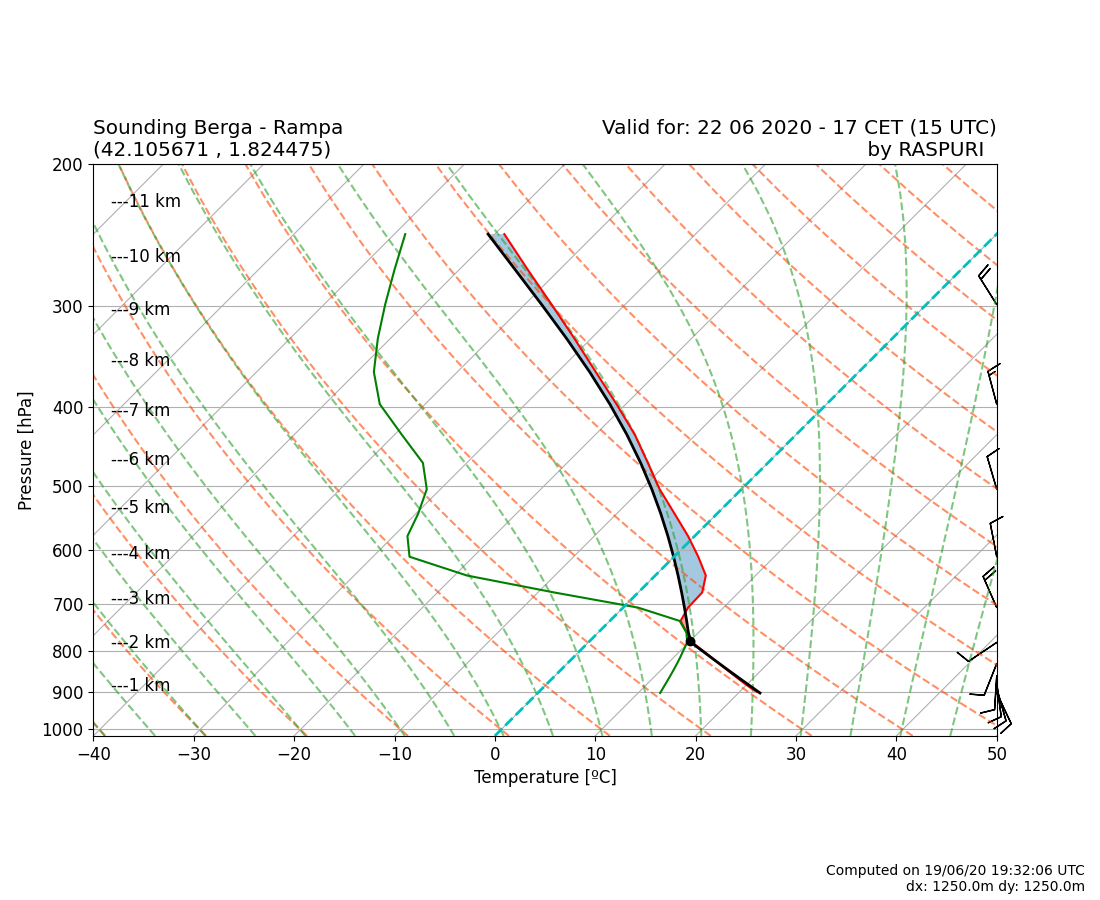 Sounding Berga - Rampa
(42.105671 , 1.824475)
Valid for: 22 06 2020 - 17 CET (15 UTC)
by RASPURI
200
---11 km
---10 km
300
---9 km
---8 km
400
---7 km
---6 km
500
---5 km
600
---4 km
700
---3 km
800
---2 km
900
---1 km
1000
Pressure [hPa]
−40 −30 −20 −10 0 10 20 30 40 50
Temperature [ºC]
Computed on 19/06/20 19:32:06 UTC
dx: 1250.0m dy: 1250.0m